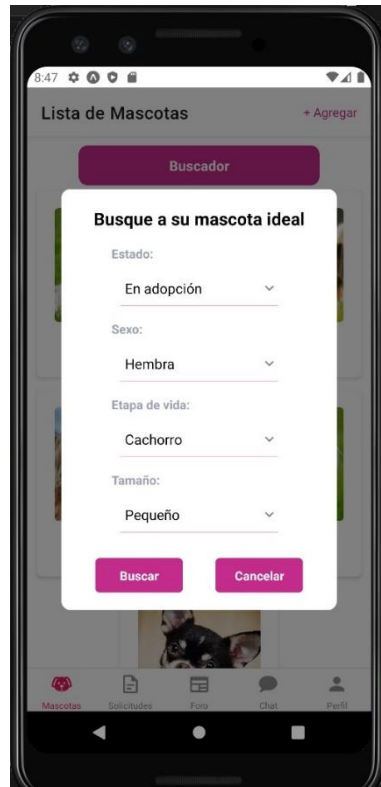 8:47
Lista de Mascotas
+ Agregar
Buscador
Busque a su mascota ideal
Estado:
En adopción
Sexo:
Hembra
Etapa de vida:
Cachorro
Tamaño:
Pequeño
Buscar
Cancelar
Mascotas
Solicitudes
Foro
Chat
Perfil